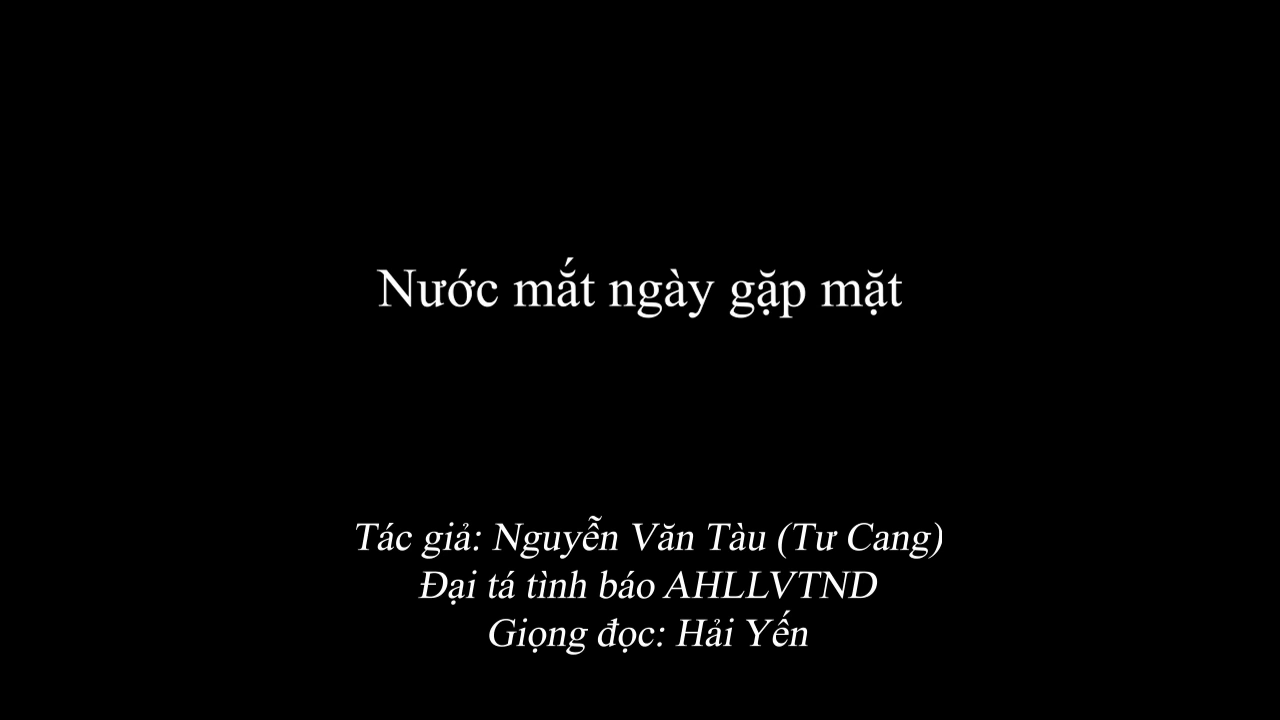 Nước mắt ngày gặp mặt
Tác giả: Nguyễn Văn Tàu (Tư Cang)
Đại tá tình báo AHLLVTND
Giọng đọc: Hải Yến